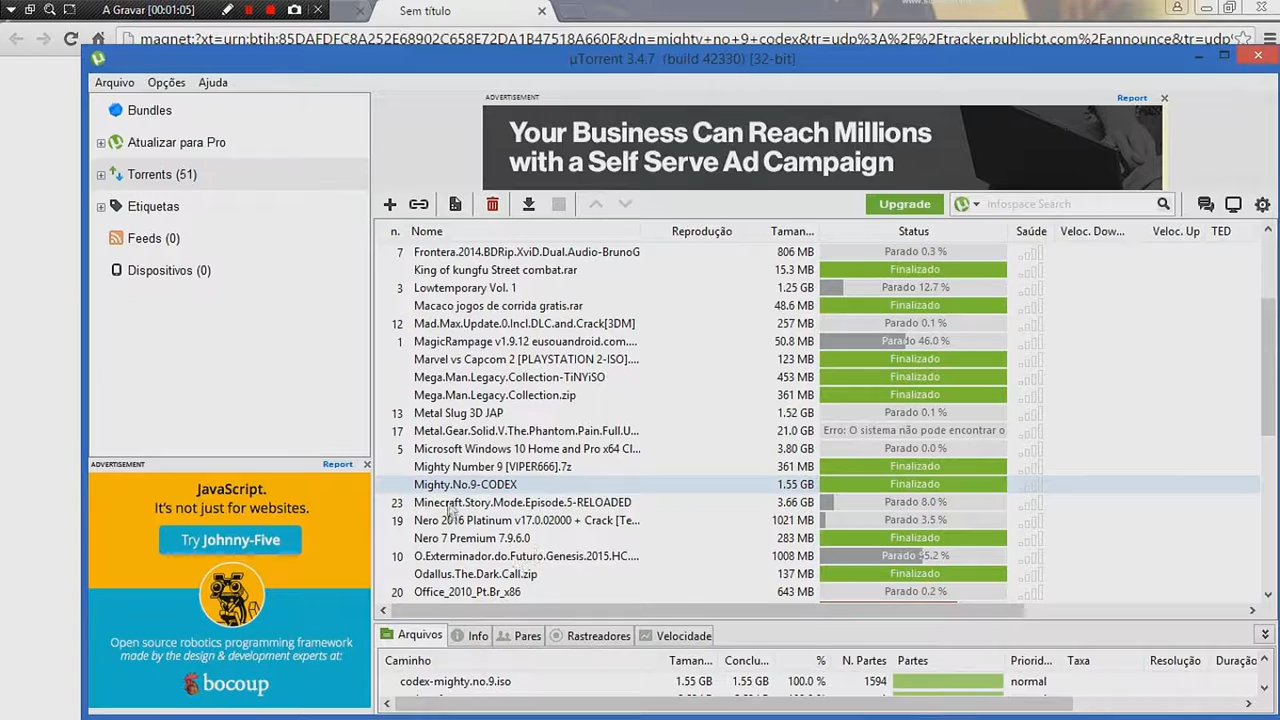 A Gravar [00:01:05]
Sem título
magnet:?xt=urn:btih:85DAFDFC8A252E68902C658E72DA1B47518A660F&dn=mighty+no+9+codex&tr=udp%3A%2F%2Ftracker.publicbt.com%2Fannounce&tr=udp%
µTorrent 3.4.7 (build 42330) [32-bit]
Arquivo Opções Ajuda
Bundles
Atualizar para Pro
Torrents (51)
Etiquetas
Feeds (0)
Dispositivos (0)
ADVERTISEMENT Report
Your Business Can Reach Millions
with a Self Serve Ad Campaign
Upgrade Infospace Search
n. Nome Reprodução Taman... Status Saúde Veloc. Dow... Veloc. Up TED
7 Frontera.2014.BDRip.XviD.Dual.Audio-BrunoG 806 MB Parado 0.3 %
King of kungfu Street combat.rar 15.3 MB Finalizado
3 Lowtemporary Vol. 1 1.25 GB Parado 12.7 %
Macaco jogos de corrida gratis.rar 48.6 MB Finalizado
12 Mad.Max.Update.0.Incl.DLC.and.Crack[3DM] 257 MB Parado 0.1 %
1 MagicRampage v1.9.12 eusouandroid.com.... 50.8 MB Parado 46.0 %
Marvel vs Capcom 2 [PLAYSTATION 2-ISO].... 123 MB Finalizado
Mega.Man.Legacy.Collection-TiNYiSO 453 MB Finalizado
Mega.Man.Legacy.Collection.zip 361 MB Finalizado
13 Metal Slug 3D JAP 1.52 GB Parado 0.1 %
17 Metal.Gear.Solid.V.The.Phantom.Pain.Full.U... 21.0 GB Erro: O sistema não pode encontrar o
5 Microsoft Windows 10 Home and Pro x64 Cl... 3.80 GB Parado 0.0 %
Mighty Number 9 [VIPER666].7z 361 MB Finalizado
Mighty.No.9-CODEX 1.55 GB Finalizado
23 Minecraft.Story.Mode.Episode.5-RELOADED 3.66 GB Parado 8.0 %
19 Nero 2016 Platinum v17.0.02000 + Crack [Te... 1021 MB Parado 3.5 %
Nero 7 Premium 7.9.6.0 283 MB Finalizado
10 O.Exterminador.do.Futuro.Genesis.2015.HC.... 1008 MB Parado 55.2 %
Odallus.The.Dark.Call.zip 137 MB Finalizado
20 Office_2010_Pt.Br_x86 643 MB Parado 0.2 %
ADVERTISEMENT Report
JavaScript.
It's not just for websites.
Try Johnny-Five
Open source robotics programming framework
made by the design & development experts at:
bocoup
Arquivos Info Pares Rastreadores Velocidade
Caminho Taman... Conclu... % N. Partes Partes Priorid... Taxa Resolução Duração
codex-mighty.no.9.iso 1.55 GB 1.55 GB 100.0 % 1594 normal